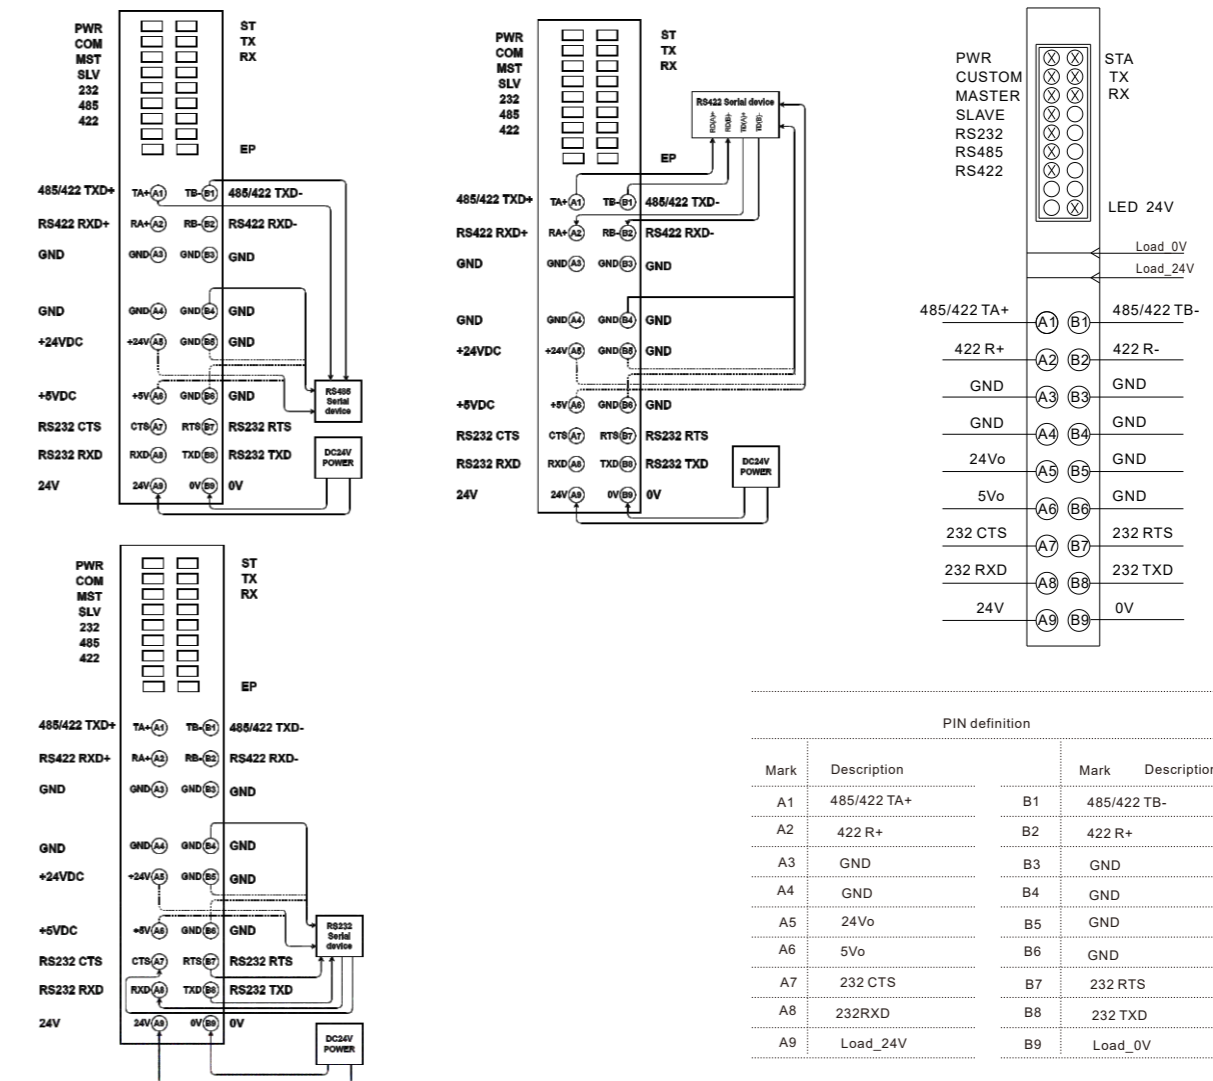 PWR ST
COM TX
MST RX
SLV
232
485
422
EP
485/422 TXD+ TA+ A1 TB- B1 485/422 TXD-
RS422 RXD+ RA+ A2 RB- B2 RS422 RXD-
GND GND A3 GND B3 GND
GND GND A4 GND B4 GND
+24VDC +24V A5 GND B5 GND
+5VDC +5V A6 GND B6 GND
RS232 CTS CTS A7 RTS B7 RS232 RTS
RS232 RXD RXD A8 TXD B8 RS232 TXD
24V 24V A9 0V B9 0V
RS485
Serial
device
DC24V
POWER
PWR ST
COM TX
MST RX
SLV
232
485
422
EP
RS422 Serial device
RD(A)+ RD(B)- TD(A)+ TD(B)-
485/422 TXD+ TA+ A1 TB- B1 485/422 TXD-
RS422 RXD+ RA+ A2 RB- B2 RS422 RXD-
GND GND A3 GND B3 GND
GND GND A4 GND B4 GND
+24VDC +24V A5 GND B5 GND
+5VDC +5V A6 GND B6 GND
RS232 CTS CTS A7 RTS B7 RS232 RTS
RS232 RXD RXD A8 TXD B8 RS232 TXD
24V 24V A9 0V B9 0V
DC24V
POWER
PWR STA
CUSTOM TX
MASTER RX
SLAVE
RS232
RS485
RS422
LED 24V
Load_0V
Load_24V
485/422 TA+ A1 B1 485/422 TB-
422 R+ A2 B2 422 R-
GND A3 B3 GND
GND A4 B4 GND
24Vo A5 B5 GND
5Vo A6 B6 GND
232 CTS A7 B7 232 RTS
232 RXD A8 B8 232 TXD
24V A9 B9 0V
PWR ST
COM TX
MST RX
SLV
232
485
422
EP
485/422 TXD+ TA+ A1 TB- B1 485/422 TXD-
RS422 RXD+ RA+ A2 RB- B2 RS422 RXD-
GND GND A3 GND B3 GND
GND GND A4 GND B4 GND
+24VDC +24V A5 GND B5 GND
+5VDC +5V A6 GND B6 GND
RS232 CTS CTS A7 RTS B7 RS232 RTS
RS232 RXD RXD A8 TXD B8 RS232 TXD
24V 24V A9 0V B9 0V
RS232
Serial
device
DC24V
POWER
PIN definition
Mark Description Mark Description
A1 485/422 TA+ B1 485/422 TB-
A2 422 R+ B2 422 R+
A3 GND B3 GND
A4 GND B4 GND
A5 24Vo B5 GND
A6 5Vo B6 GND
A7 232 CTS B7 232 RTS
A8 232RXD B8 232 TXD
A9 Load_24V B9 Load_0V